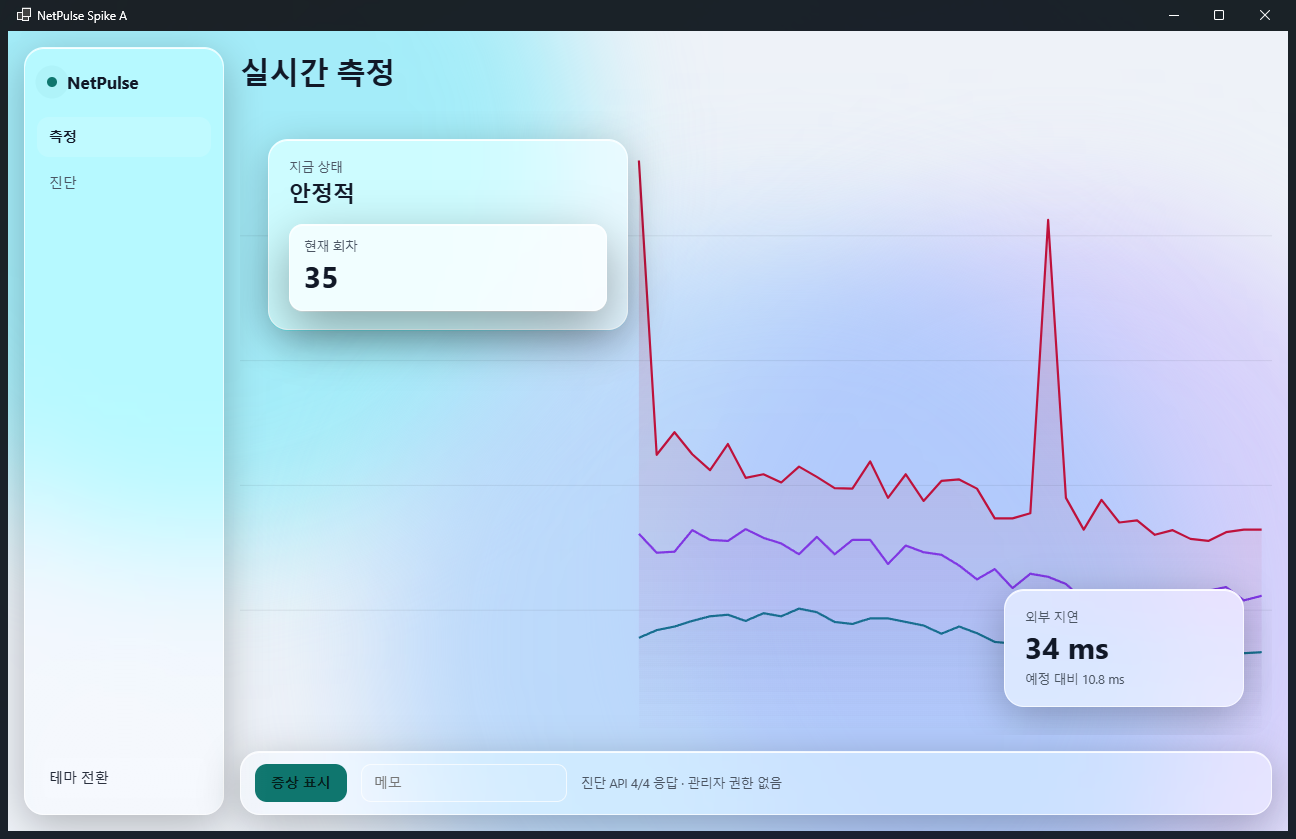 NetPulse Spike A
NetPulse
측정
진단
테마 전환
실시간 측정
지금 상태
안정적
현재 회차
35
외부 지연
34 ms
예정 대비 10.8 ms
증상 표시
메모
진단 API 4/4 응답 · 관리자 권한 없음